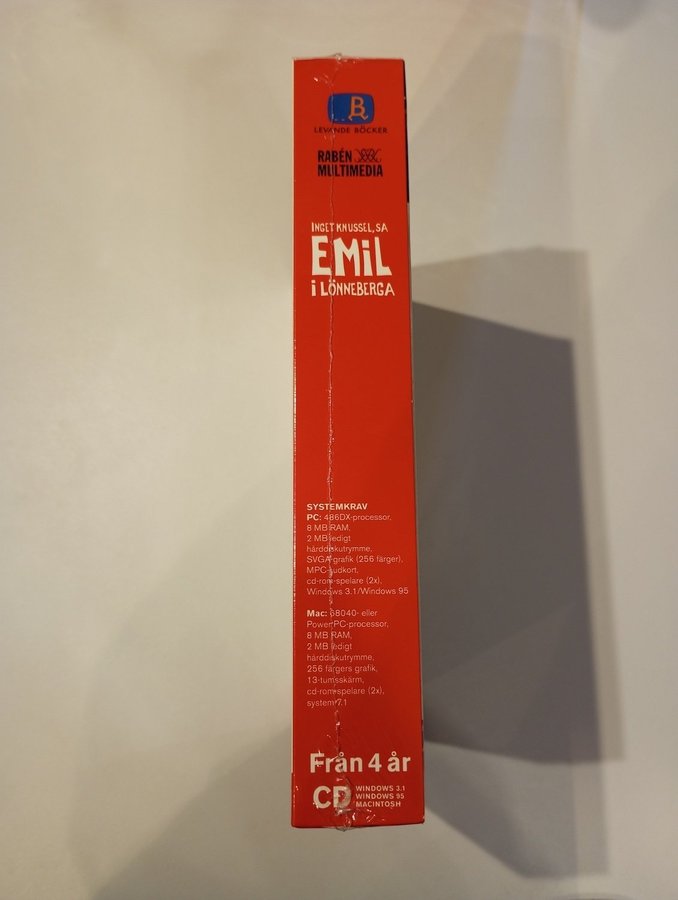 B
LEVANDE BÖCKER
RABÉN
MULTIMEDIA
INGET KNUSSEL, SA
EMiL
i LÖNNEBERGA
SYSTEMKRAV
PC: 486DX-processor,
8 MB RAM,
2 MB ledigt
hårddiskutrymme,
SVGA-grafik (256 färger),
MPC-ljudkort,
cd-rom-spelare (2x),
Windows 3.1/Windows 95
Mac: 68040- eller
PowerPC-processor,
8 MB RAM,
2 MB ledigt
hårddiskutrymme,
256 färgers grafik,
13-tumsskärm,
cd-rom-spelare (2x),
system 7.1
Från 4 år
CD
WINDOWS 3.1
WINDOWS 95
MACINTOSH